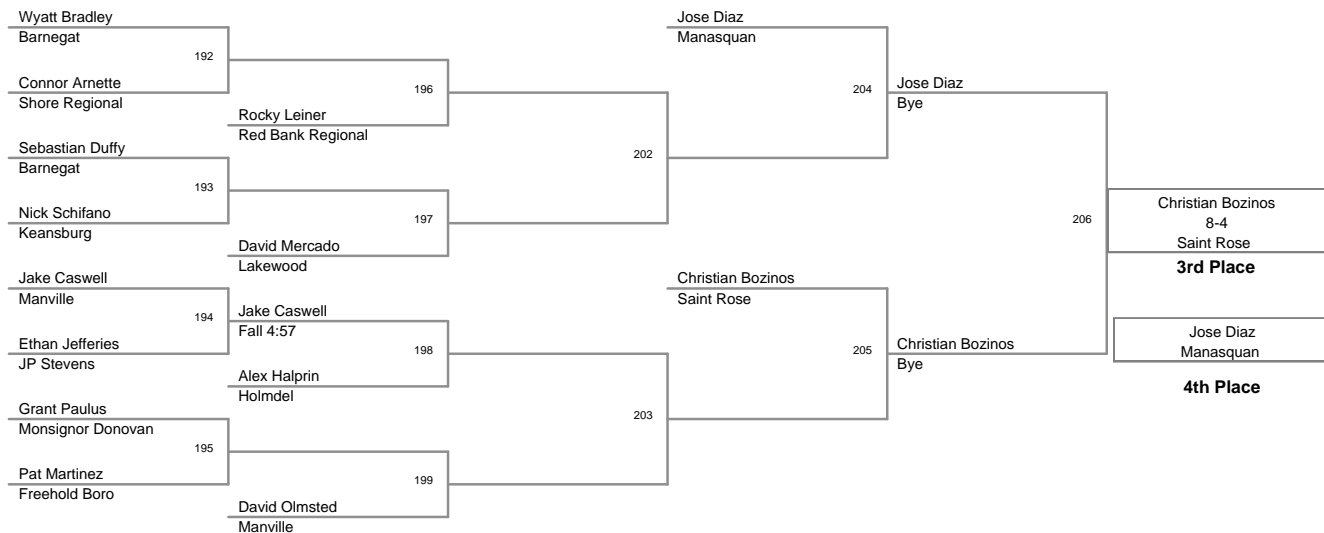 Wyatt Bradley
Barnegat
192
Connor Arnette
Shore Regional
196
Rocky Leiner
Red Bank Regional
Sebastian Duffy
Barnegat
193
Nick Schifano
Keansburg
197
David Mercado
Lakewood
202
Jake Caswell
Manville
194
Jake Caswell
Fall 4:57
Ethan Jefferies
JP Stevens
198
Alex Halprin
Holmdel
203
Grant Paulus
Monsignor Donovan
195
Pat Martinez
Freehold Boro
199
David Olmsted
Manville
Jose Diaz
Manasquan
204
Jose Diaz
Bye
Christian Bozinos
Saint Rose
205
Christian Bozinos
Bye
206
Christian Bozinos
8-4
Saint Rose
3rd Place
Jose Diaz
Manasquan
4th Place